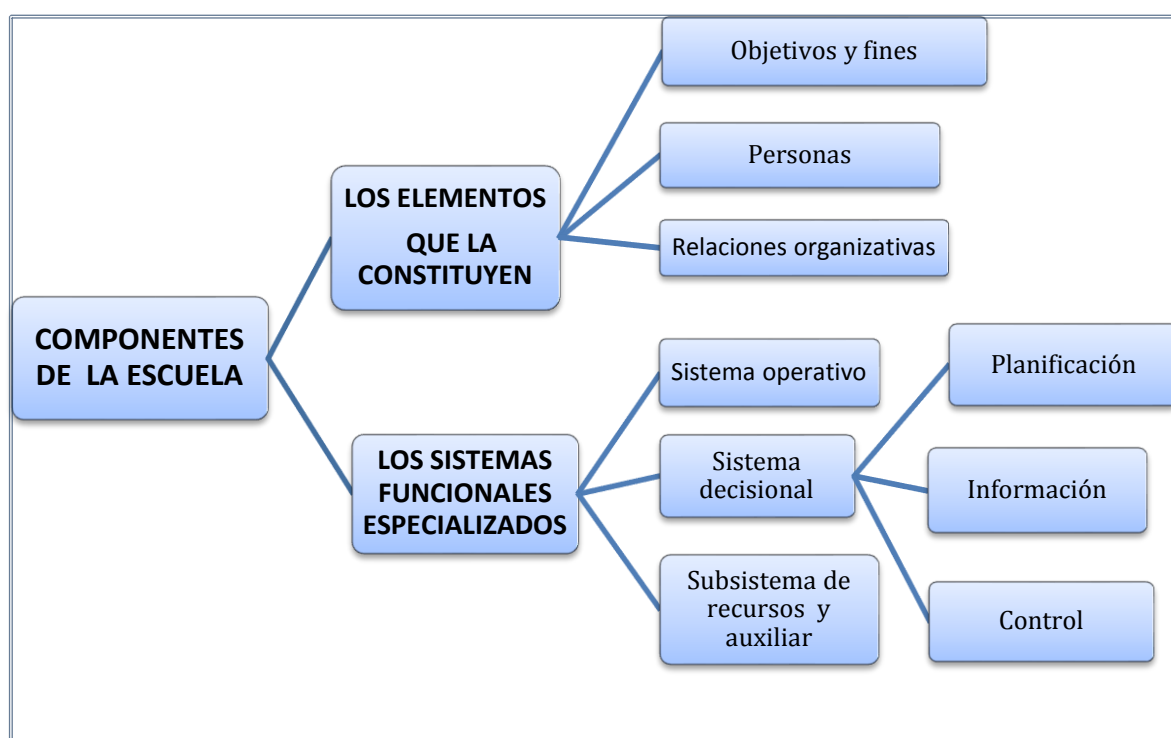 COMPONENTES
DE LA ESCUELA
LOS ELEMENTOS
QUE LA
CONSTITUYEN
Objetivos y fines
Personas
Relaciones organizativas
LOS SISTEMAS
FUNCIONALES
ESPECIALIZADOS
Sistema operativo
Sistema
decisional
Planificación
Información
Control
Subsistema de
recursos y
auxiliar